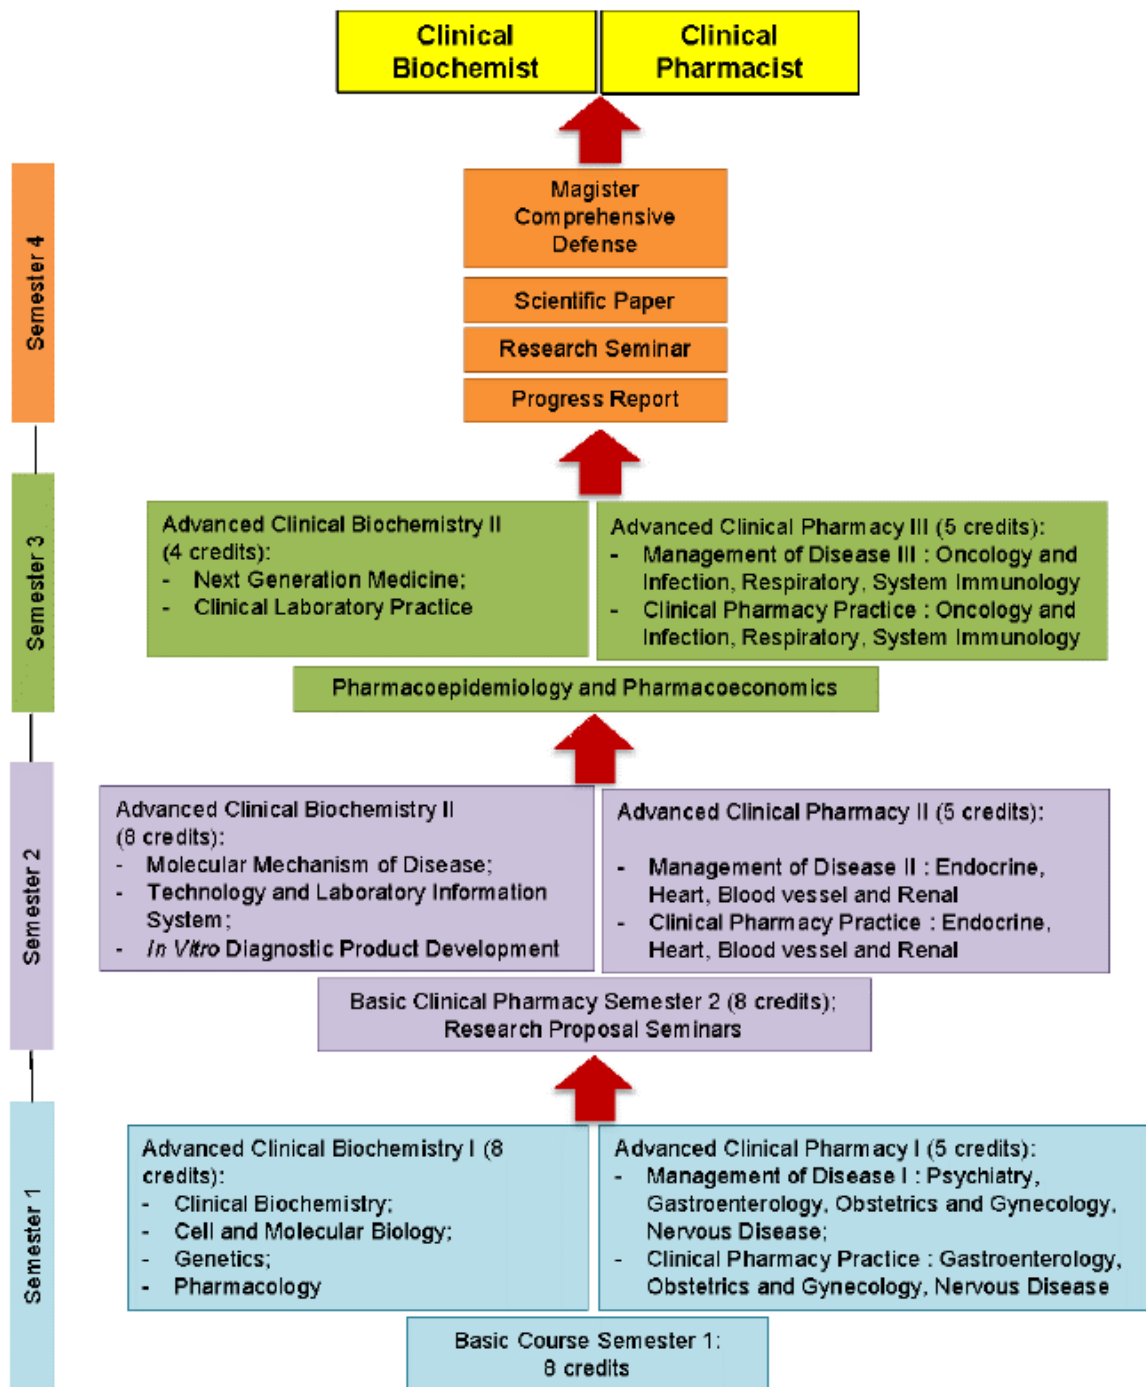 Clinical
Biochemist
Clinical
Pharmacist
Semester 4
Magister
Comprehensive
Defense
Scientific Paper
Research Seminar
Progress Report
Semester 3
Advanced Clinical Biochemistry II
(4 credits):
- Next Generation Medicine;
- Clinical Laboratory Practice
Advanced Clinical Pharmacy III (5 credits):
- Management of Disease III : Oncology and
Infection, Respiratory, System Immunology
- Clinical Pharmacy Practice : Oncology and
Infection, Respiratory, System Immunology
Pharmacoepidemiology and Pharmacoeconomics
Semester 2
Advanced Clinical Biochemistry II
(8 credits):
- Molecular Mechanism of Disease;
- Technology and Laboratory Information
System;
- In Vitro Diagnostic Product Development
Advanced Clinical Pharmacy II (5 credits):
- Management of Disease II : Endocrine,
Heart, Blood vessel and Renal
- Clinical Pharmacy Practice : Endocrine,
Heart, Blood vessel and Renal
Basic Clinical Pharmacy Semester 2 (8 credits);
Research Proposal Seminars
Semester 1
Advanced Clinical Biochemistry I (8
credits):
- Clinical Biochemistry;
- Cell and Molecular Biology;
- Genetics;
- Pharmacology
Advanced Clinical Pharmacy I (5 credits):
- Management of Disease I : Psychiatry,
Gastroenterology, Obstetrics and Gynecology,
Nervous Disease;
- Clinical Pharmacy Practice : Gastroenterology,
Obstetrics and Gynecology, Nervous Disease
Basic Course Semester 1:
8 credits